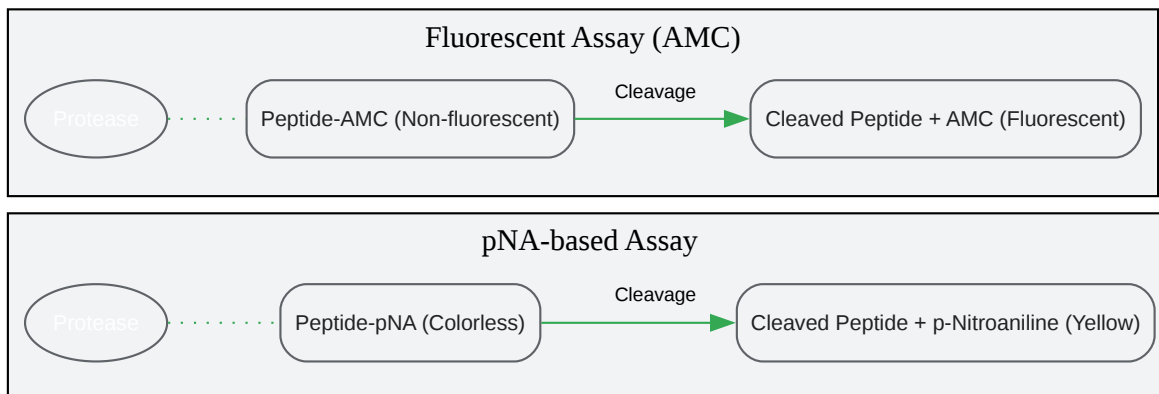 Fluorescent Assay (AMC)
Cleavage
Protease
Peptide-AMC (Non-fluorescent)
Cleaved Peptide + AMC (Fluorescent)
pNA-based Assay
Cleavage
Protease
Peptide-pNA (Colorless)
Cleaved Peptide + p-Nitroaniline (Yellow)